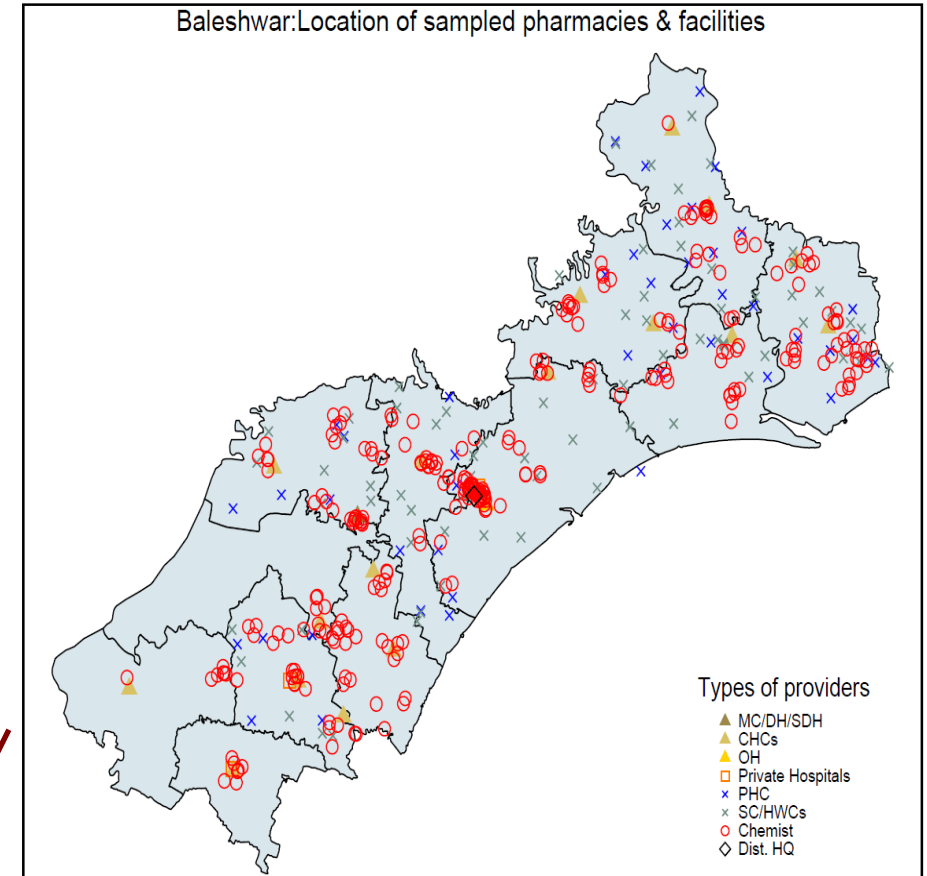 Baleshwar:Location of sampled pharmacies & facilities
Types of providers
MC/DH/SDH
CHCs
OH
Private Hospitals
PHC
SC/HWCs
Chemist
Dist. HQ